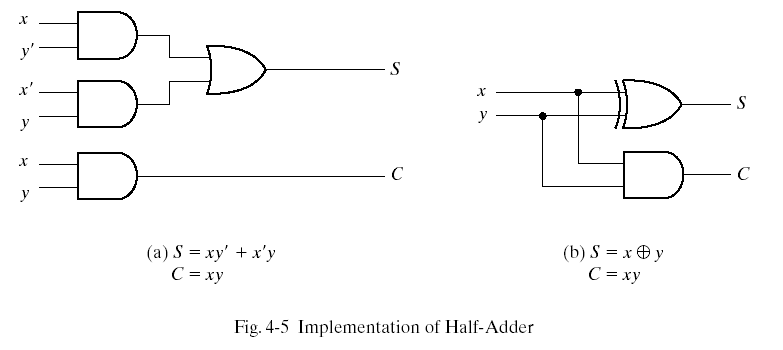 x
y'
x'
y
x
y
S
C
(a) S = xy' + x'y
C = xy
x
y
S
C
(b) S = x ⊕ y
C = xy
Fig. 4-5 Implementation of Half-Adder